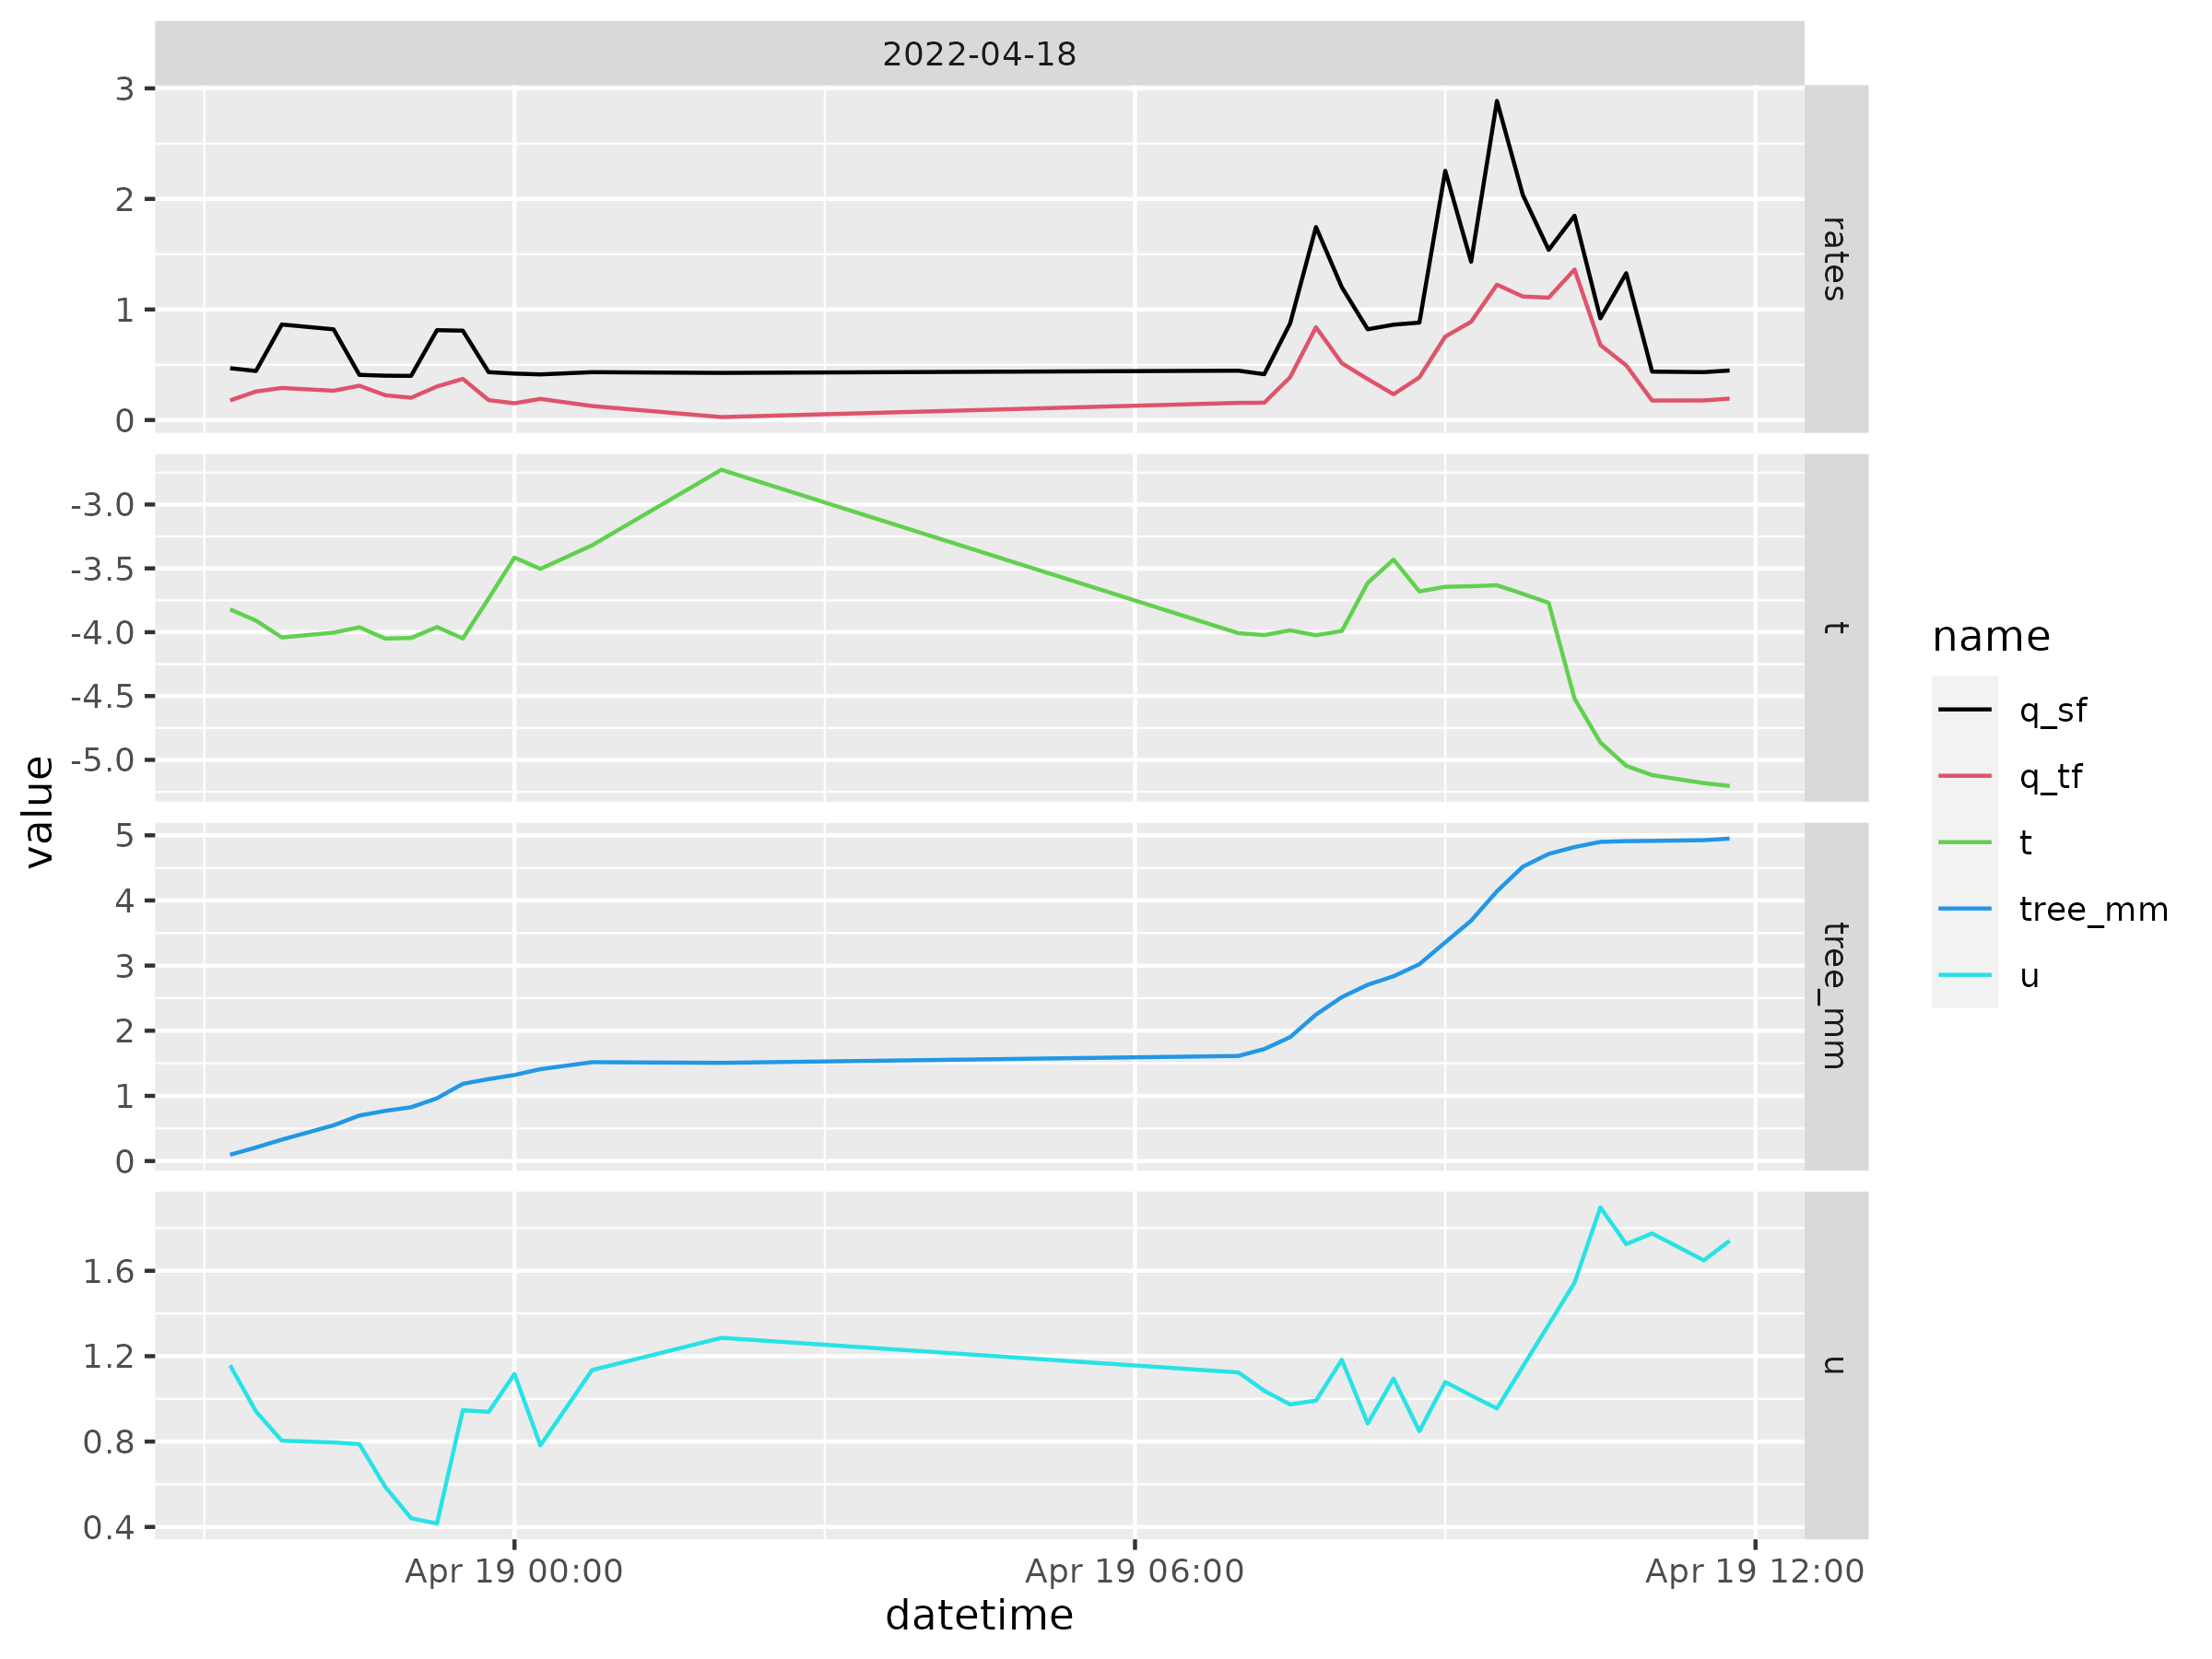 2022-04-18
3
2
1
0
rates
-3.0
-3.5
-4.0
-4.5
-5.0
t
5
4
3
2
1
0
tree_mm
1.6
1.2
0.8
0.4
u
Apr 19 00:00
Apr 19 06:00
Apr 19 12:00
datetime
value
name
q_sf
q_tf
t
tree_mm
u